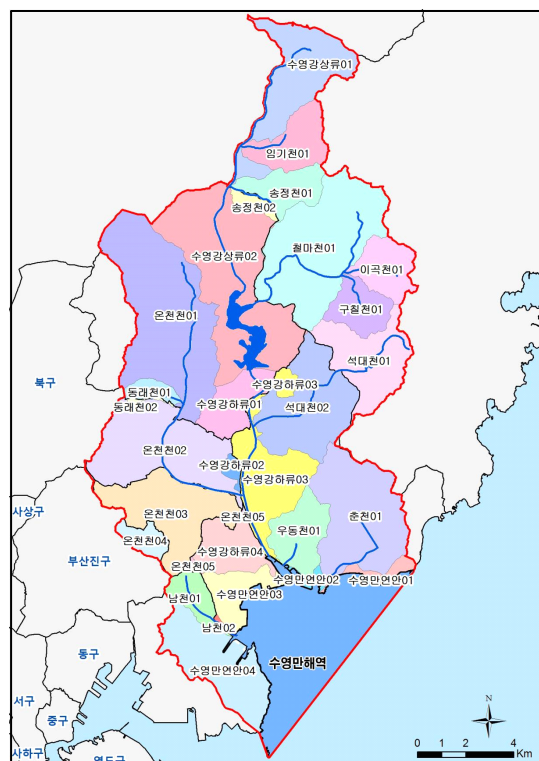 수영강상류01
임기천01
송정천01
송정천02
철마천01
수영강상류02
이곡천01
구칠천01
온천천01
석대천01
북구
수영강하류03
동래천01
동래천02
수영강하류01
석대천02
온천천02
수영강하류02
수영강하류03
사상구
온천천03
온천천05
춘천01
우동천01
온천천04
수영강하류04
부산진구
온천천05
수영만연안02
수영만연안01
수영만연안03
남천01
남천02
동구
수영만해역
수영만연안04
서구
중구
사하구
영도구
N
0 1 2 4
Km